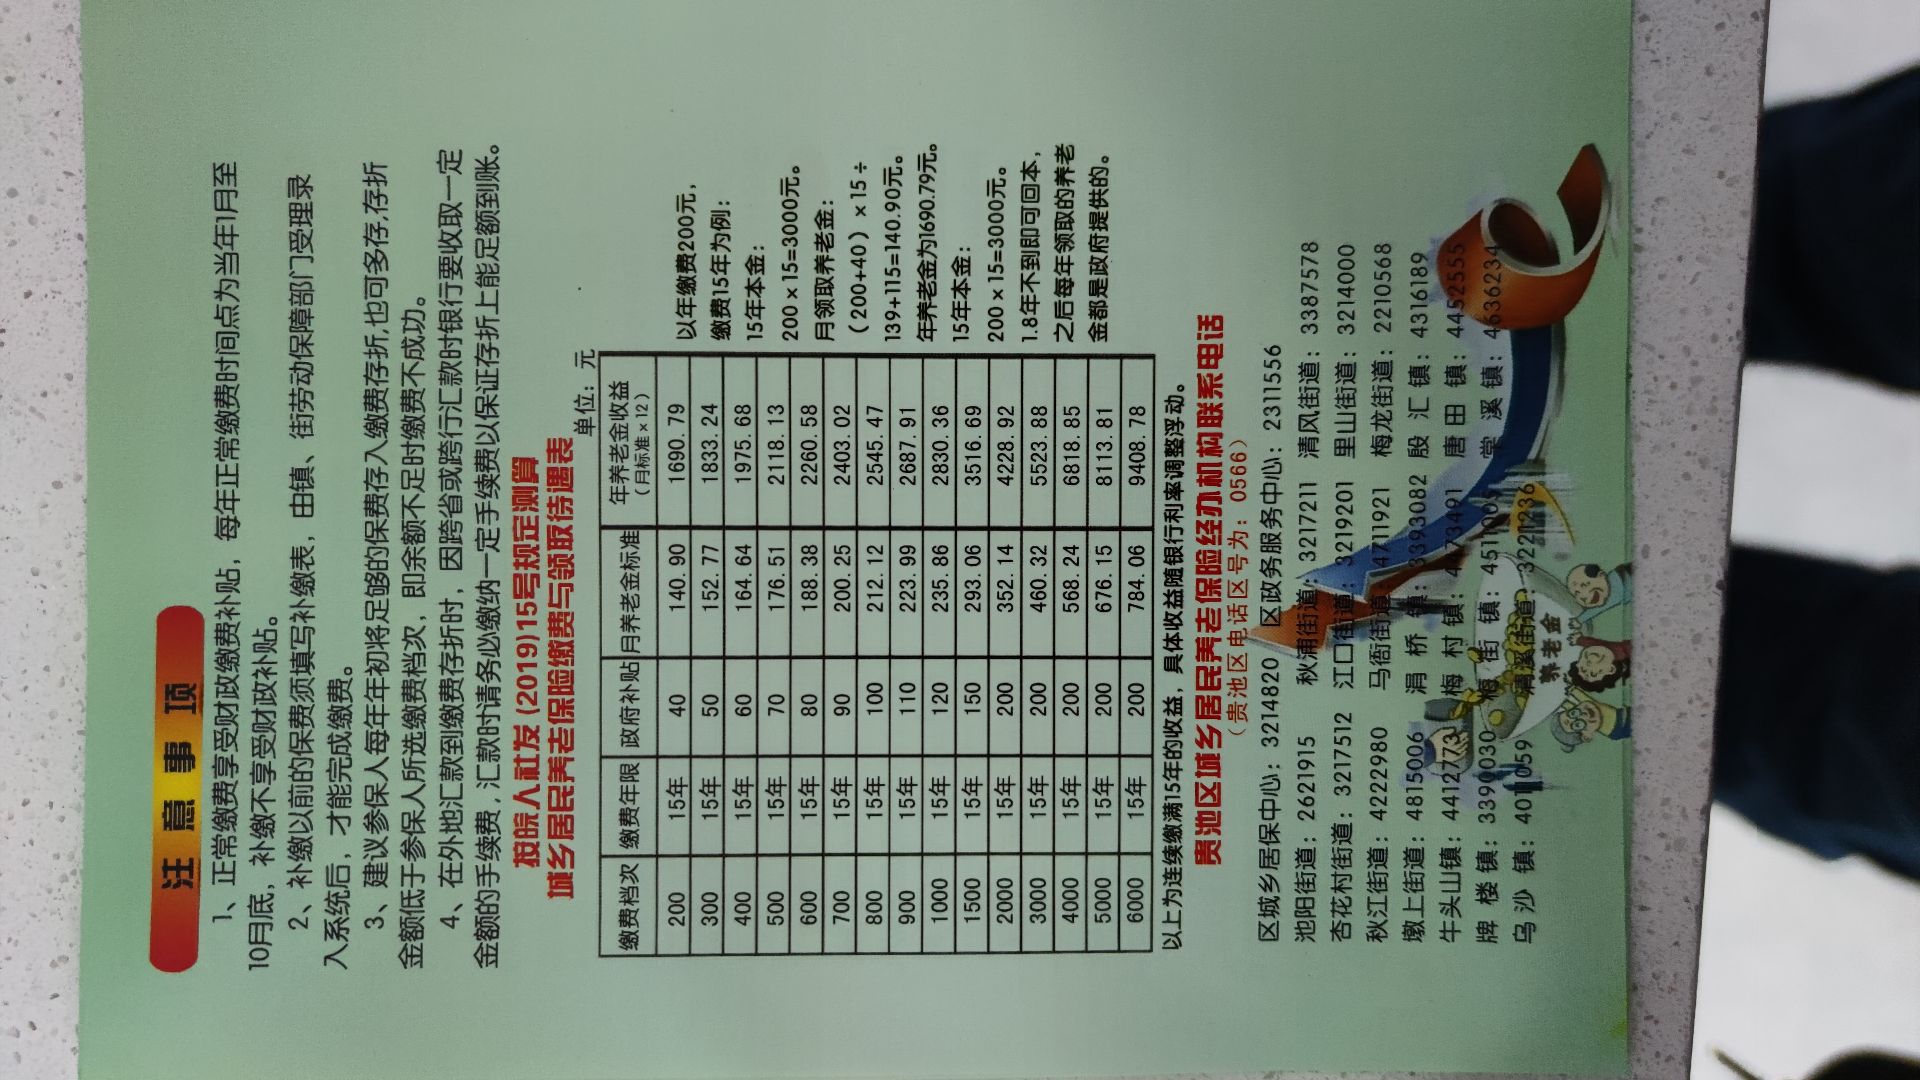 注意事项
1、正常缴费享受财政缴费补贴，每年正常缴费时间点为当年1月至
10月底，补缴不享受财政补贴。
2、补缴以前的保费须填写补缴表，由镇、街劳动保障部门受理录
入系统后，才能完成缴费。
3、建议参保人每年年初将足够的保费存入缴费存折,也可多存,存折
金额低于参保人所选缴费档次，即余额不足时缴费不成功。
4、在外地汇款到缴费存折时，因跨省或跨行汇款时银行要收取一定
金额的手续费,汇款时请务必缴纳一定手续费以保证存折上能足额到账。
按皖人社发(2019)15号规定测算
城乡居民养老保险缴费与领取待遇表
单位：元
缴费档次 缴费年限 政府补贴 月养老金标准 年养老金收益（月标准×12）
200 15年 40 140.90 1690.79
300 15年 50 152.77 1833.24
400 15年 60 164.64 1975.68
500 15年 70 176.51 2118.13
600 15年 80 188.38 2260.58
700 15年 90 200.25 2403.02
800 15年 100 212.12 2545.47
900 15年 110 223.99 2687.91
1000 15年 120 235.86 2830.36
1500 15年 150 293.06 3516.69
2000 15年 200 352.14 4228.92
3000 15年 200 460.32 5523.88
4000 15年 200 568.24 6818.85
5000 15年 200 676.15 8113.81
6000 15年 200 784.06 9408.78
以年缴费200元，
缴费15年为例：
15年本金：
200×15=3000元。
月领取养老金：
（200+40）×15÷
139+115=140.90元。
年养老金为1690.79元。
15年本金：
200×15=3000元。
1.8年不到即可回本，
之后每年领取的养老
金都是政府提供的。
以上为连续缴满15年的收益，具体收益随银行利率调整浮动。
贵池区城乡居民养老保险经办机构联系电话
（贵池区电话区号为：0566）
区城乡居保中心：3214820 区政务服务中心：2311556
池阳街道：2621915 秋浦街道：3217211 清风街道：3387578
杏花村街道：3217512 江口街道：3219201 里山街道：3214000
秋江街道：4222980 马衙街道：4711921 梅龙街道：2210568
墩上街道：4815006 涓桥镇：3393082 殷汇镇：4316189
牛头山镇：4412773 梅村镇：4673491 唐田镇：4452555
牌楼镇：3390030 梅街镇： 棠溪镇：4636234
乌沙镇：4011059 清溪街道：3221236
养老金